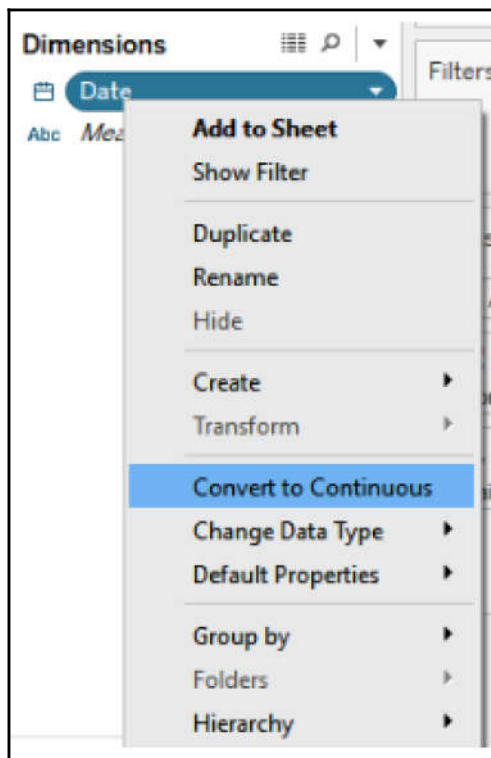 Dimensions
Filters
Date
Abc Mea
Add to Sheet
Show Filter
Duplicate
Rename
Hide
Create
Transform
Convert to Continuous
Change Data Type
Default Properties
Group by
Folders
Hierarchy